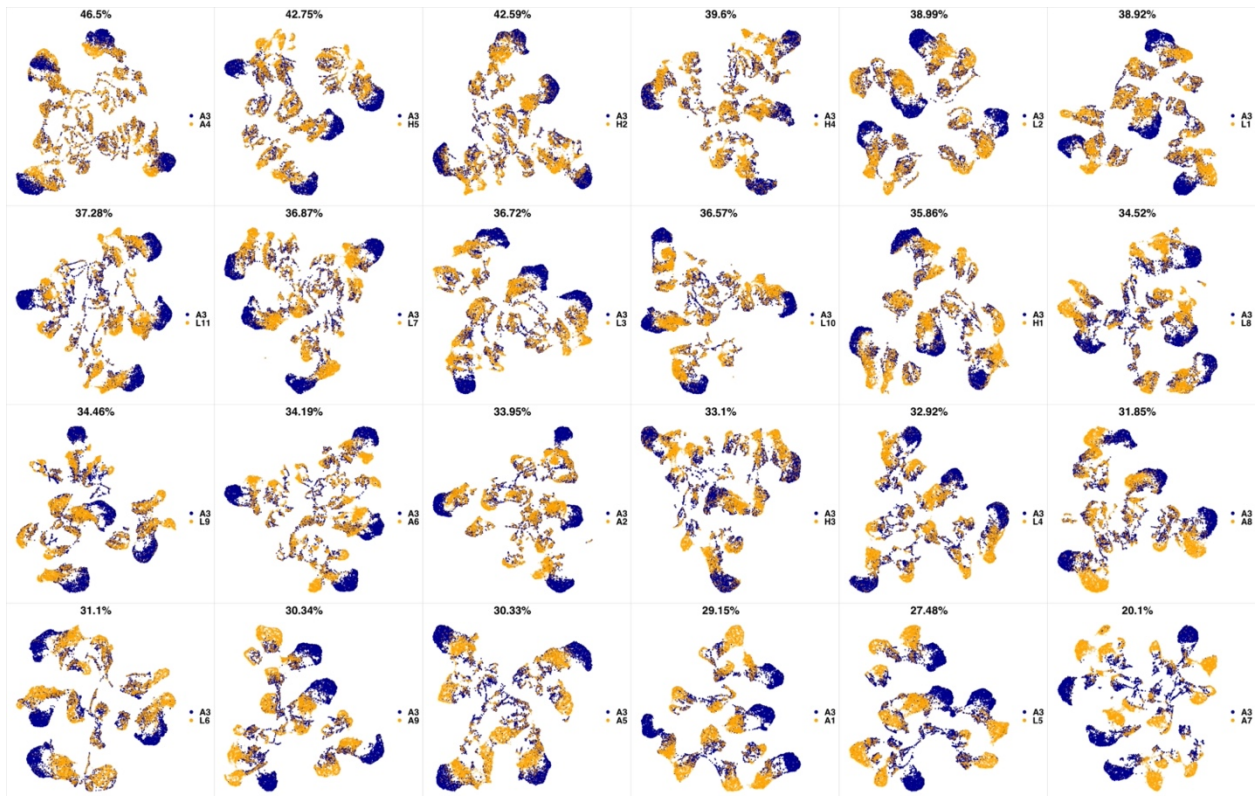 46.5%
A3
A4
42.75%
A3
H5
42.59%
A3
H2
39.6%
A3
H4
38.99%
A3
L2
38.92%
A3
L1
37.28%
A3
L11
36.87%
A3
L7
36.72%
A3
L3
36.57%
A3
L10
35.86%
A3
H1
34.52%
A3
L8
34.46%
A3
L9
34.19%
A3
A6
33.95%
A3
A2
33.1%
A3
H3
32.92%
A3
L4
31.85%
A3
A8
31.1%
A3
L6
30.34%
A3
A9
30.33%
A3
A5
29.15%
A3
A1
27.48%
A3
L5
20.1%
A3
A7